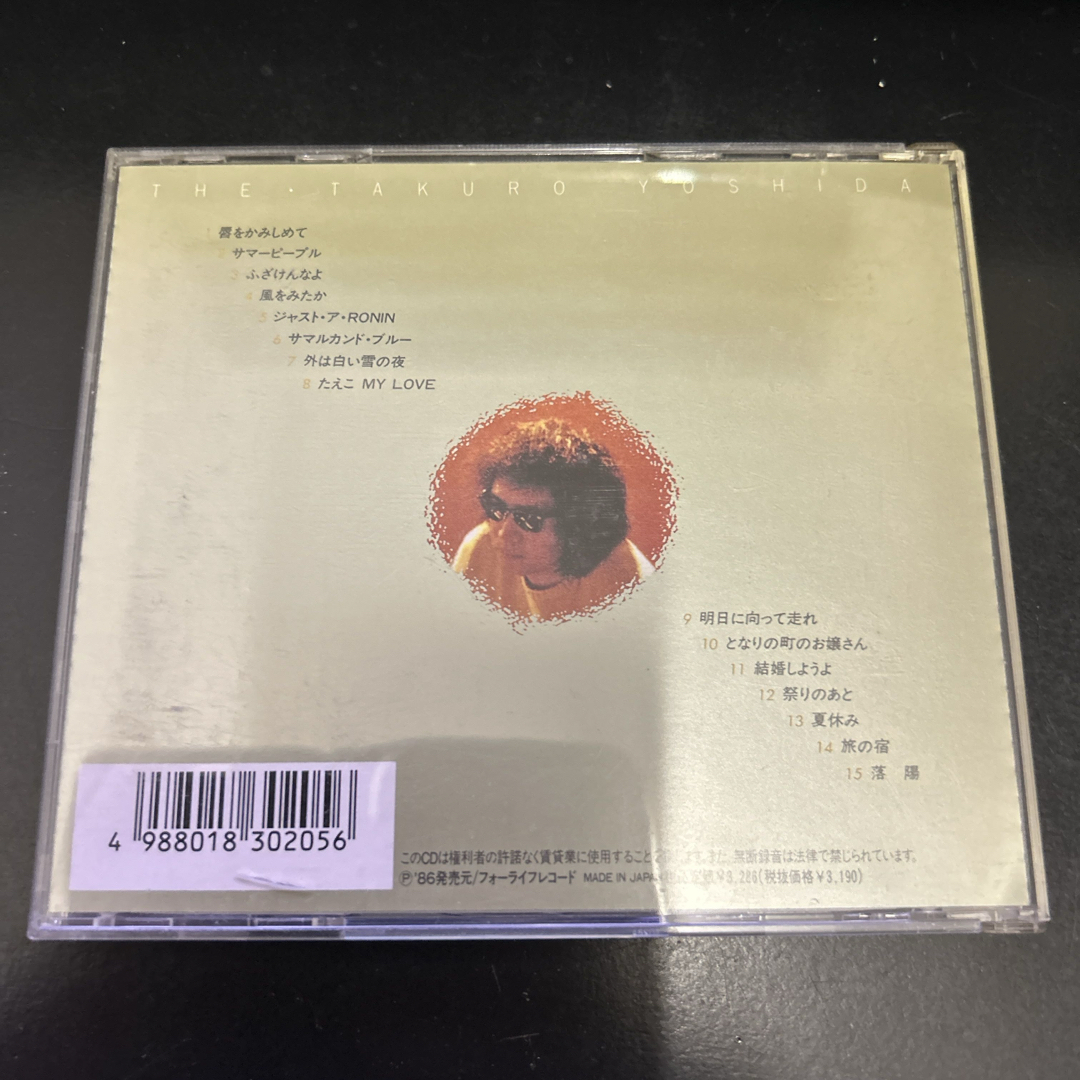 THE・TAKURO YOSHIDA
1 唇をかみしめて
2 サマーピープル
3 ふざけんなよ
4 風をみたか
5 ジャスト・ア・RONIN
6 サマルカンド・ブルー
7 外は白い雪の夜
8 たえこ MY LOVE
9 明日に向って走れ
10 となりの町のお嬢さん
11 結婚しようよ
12 祭りのあと
13 夏休み
14 旅の宿
15 落 陽
4 988018 302056
このCDは権利者の許諾なく賃貸業に使用すること また、無断録音は法律で禁じられています。
Ⓟ'86発売元/フォーライフレコード MADE IN JAPAN ¥3,286(税抜価格¥3,190)